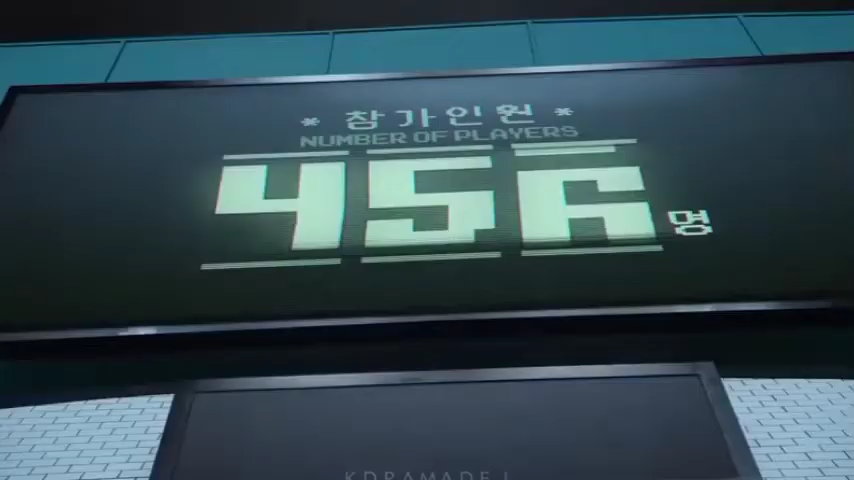 * 참가인원 *
NUMBER OF PLAYERS
456 명
KDRAMADEJ